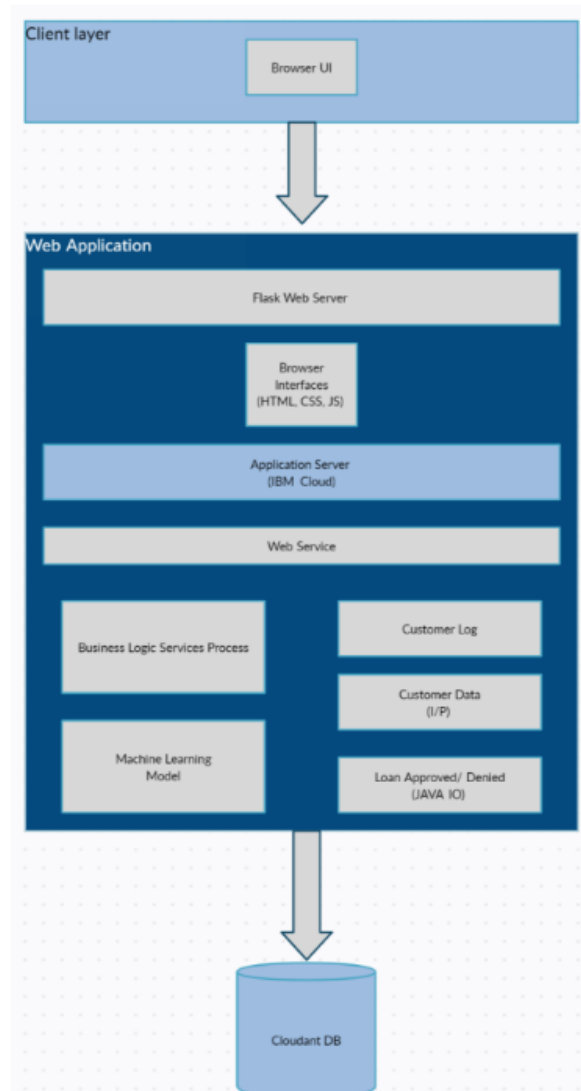 Client layer
Browser UI
Web Application
Flask Web Server
Browser
Interfaces
(HTML, CSS, JS)
Application Server
(IBM Cloud)
Web Service
Business Logic Services Process
Customer Log
Customer Data
(I/P)
Machine Learning
Model
Loan Approved/ Denied
(JAVA IO)
Cloudant DB